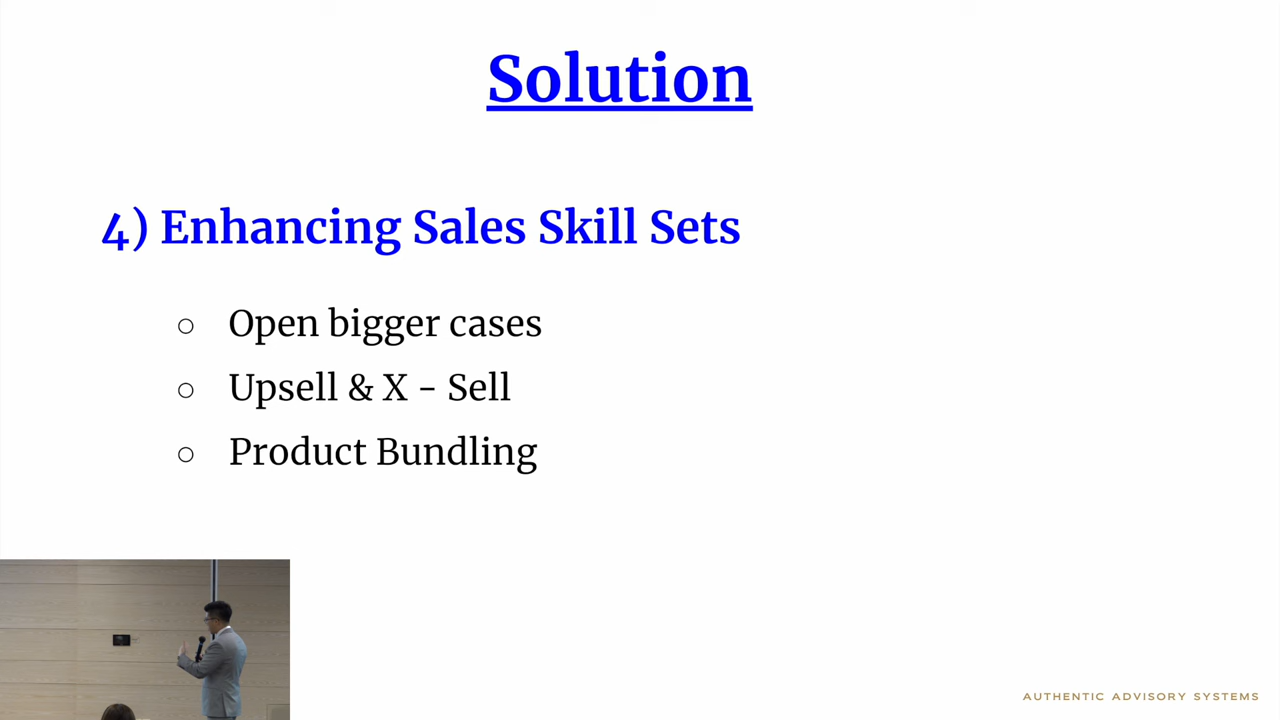 Solution
4) Enhancing Sales Skill Sets
○ Open bigger cases
○ Upsell & X - Sell
○ Product Bundling
AUTHENTIC ADVISORY SYSTEMS